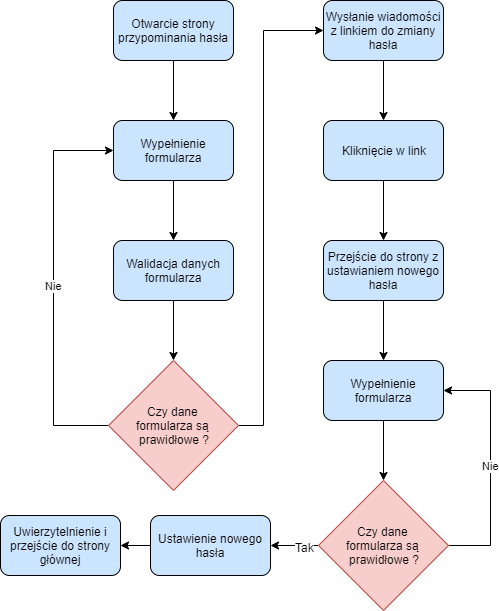 Otwarcie strony
przypominania hasła
Wypełnienie
formularza
Walidacja danych
formularza
Nie
Czy dane
formularza są
prawidłowe ?
Wysłanie wiadomości
z linkiem do zmiany
hasła
Kliknięcie w link
Przejście do strony z
ustawianiem nowego
hasła
Wypełnienie
formularza
Nie
Czy dane
formularza są
prawidłowe ?
Tak
Ustawienie nowego
hasła
Uwierzytelnienie i
przejście do strony
głównej